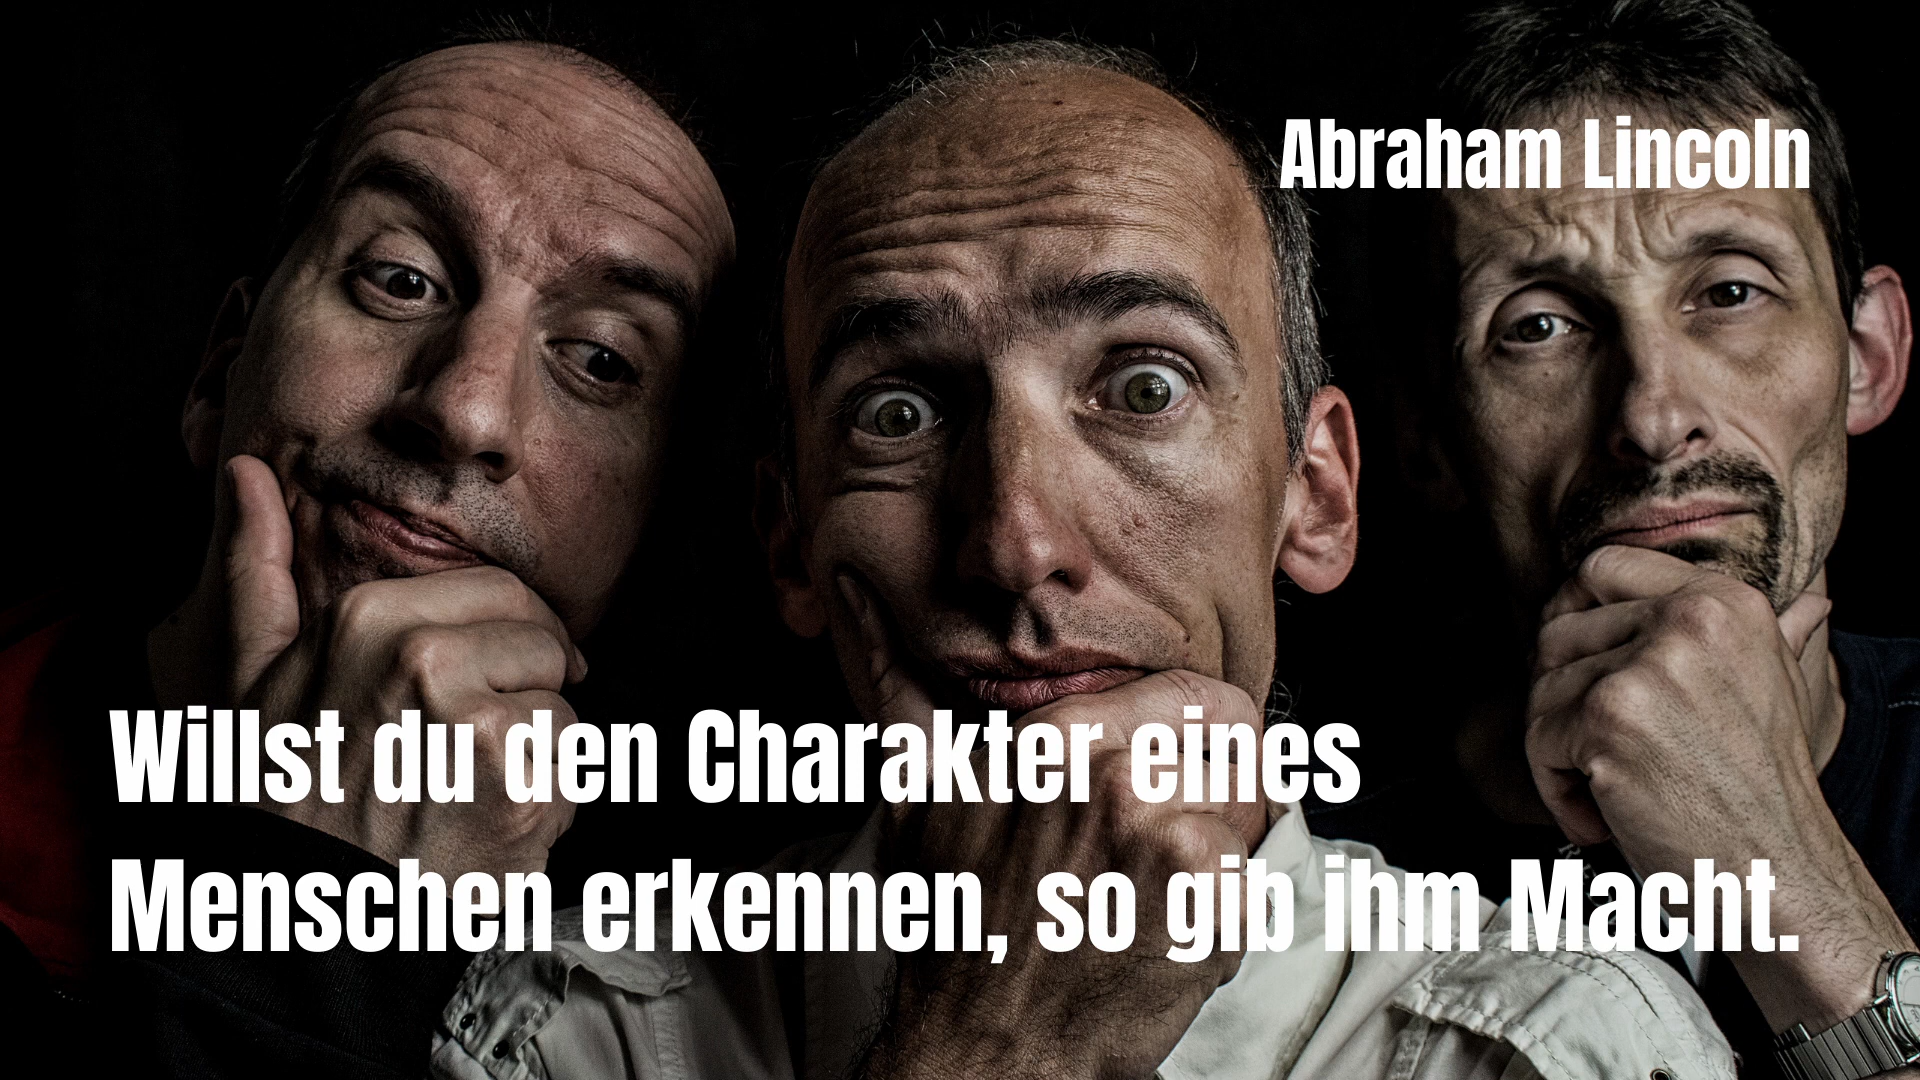 Abraham Lincoln
Willst du den Charakter eines
Menschen erkennen, so gib ihm Macht.